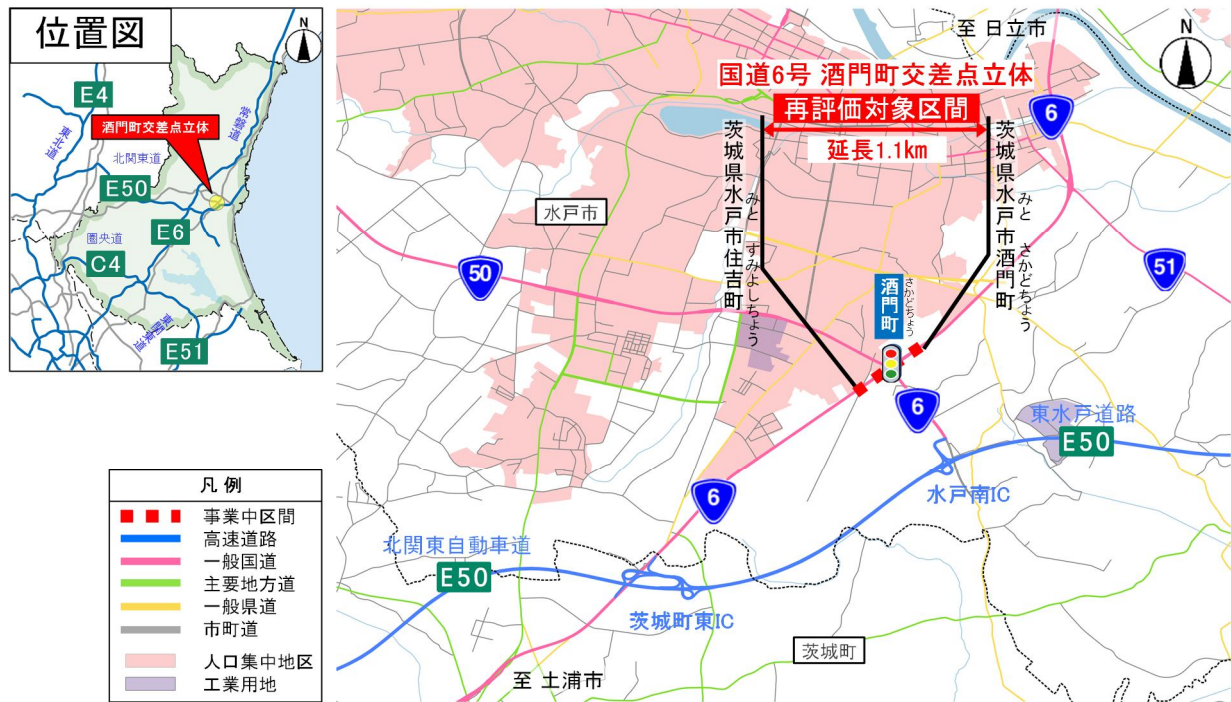 位置図
N
E4
東北道
酒門町交差点立体
常磐道
北関東道
E50
E6
圏央道
C4
東関東道
E51
至 日立市
N
国道6号 酒門町交差点立体
再評価対象区間
延長1.1km
6
茨城県水戸市住吉町
みと すみよしちょう
茨城県水戸市酒門町
みと さかどちょう
水戸市
50
51
酒門町
さかどちょう
6
東水戸道路
E50
水戸南IC
6
北関東自動車道
E50
茨城町東IC
茨城町
至 土浦市
凡例
事業中区間
高速道路
一般国道
主要地方道
一般県道
市町道
人口集中地区
工業用地